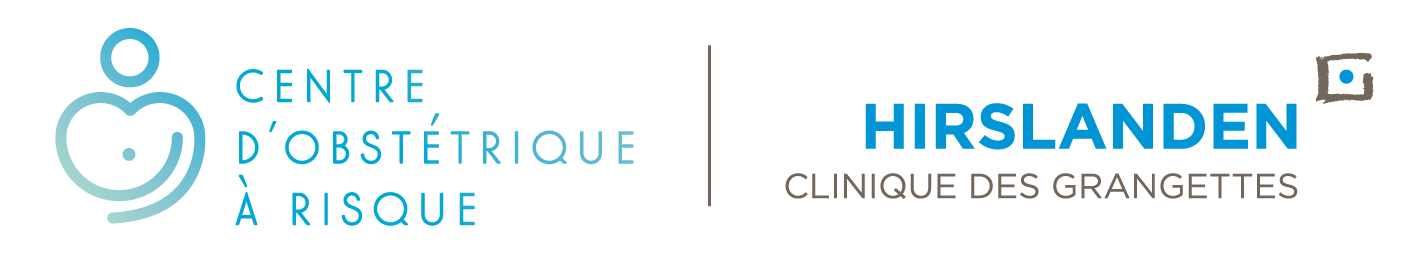 CENTRE
D'OBSTÉTRIQUE
À RISQUE
HIRSLANDEN
CLINIQUE DES GRANGETTES